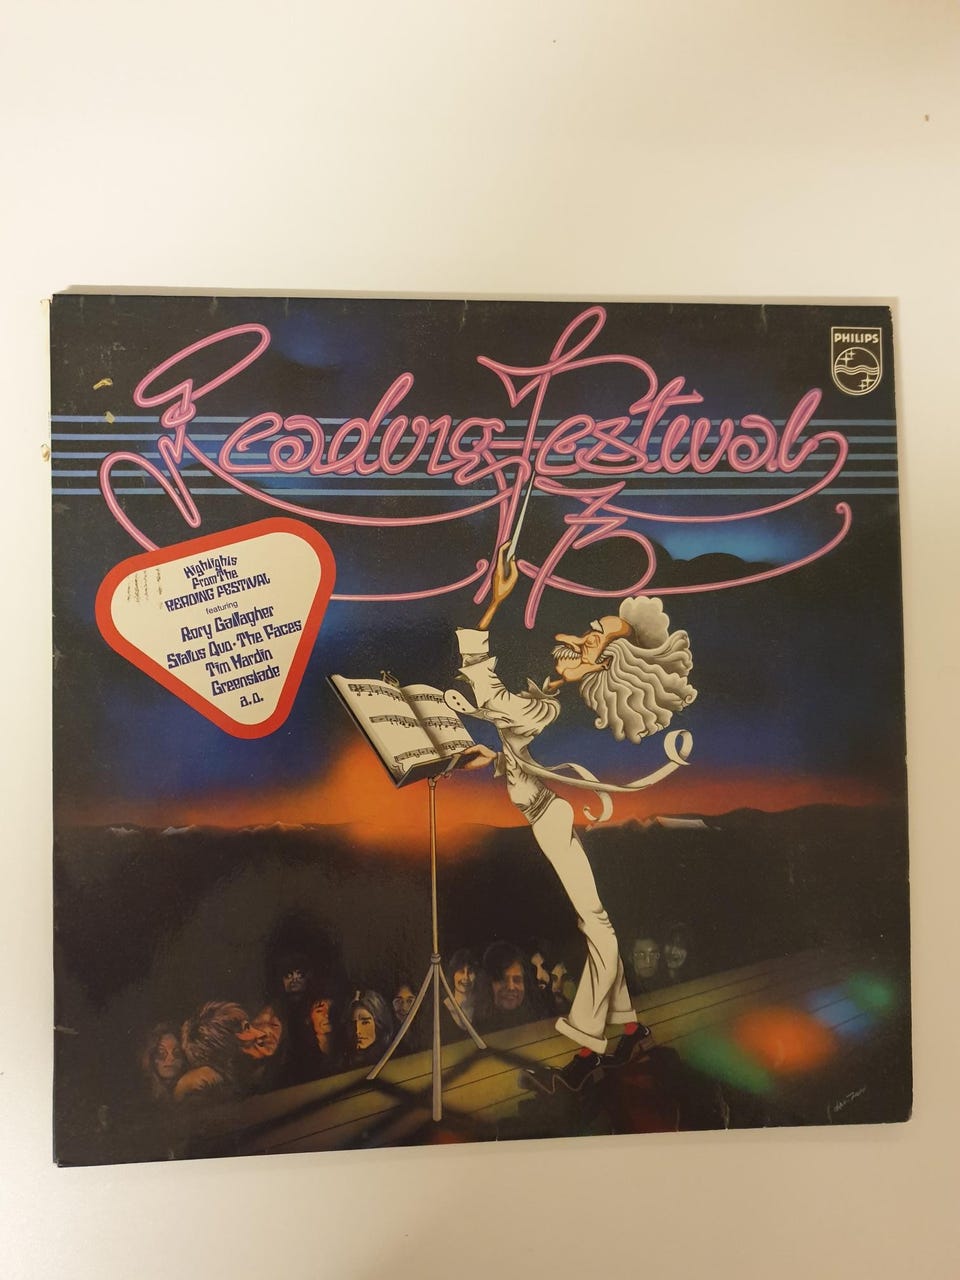 Reading Festival
73
PHILIPS
Highlights
from The
READING FESTIVAL
featuring
Rory Gallagher
Status Quo · The Faces
Tim Hardin
Greenslade
a.o.